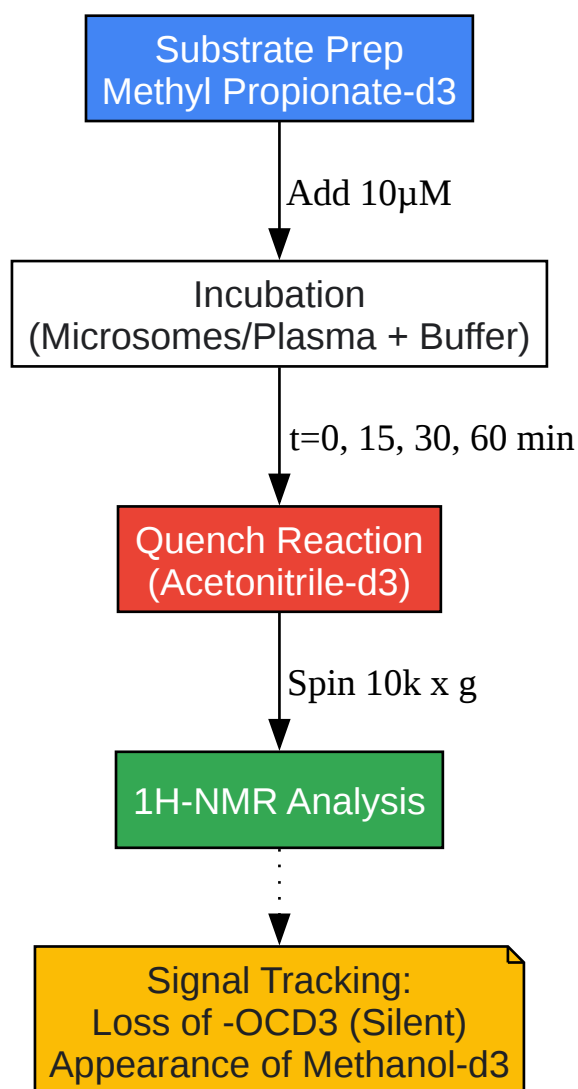 Substrate Prep
Methyl Propionate-d3
Add 10µM
Incubation
(Microsomes/Plasma + Buffer)
t=0, 15, 30, 60 min
Quench Reaction
(Acetonitrile-d3)
Spin 10k x g
1H-NMR Analysis
Signal Tracking:
Loss of -OCD3 (Silent)
Appearance of Methanol-d3